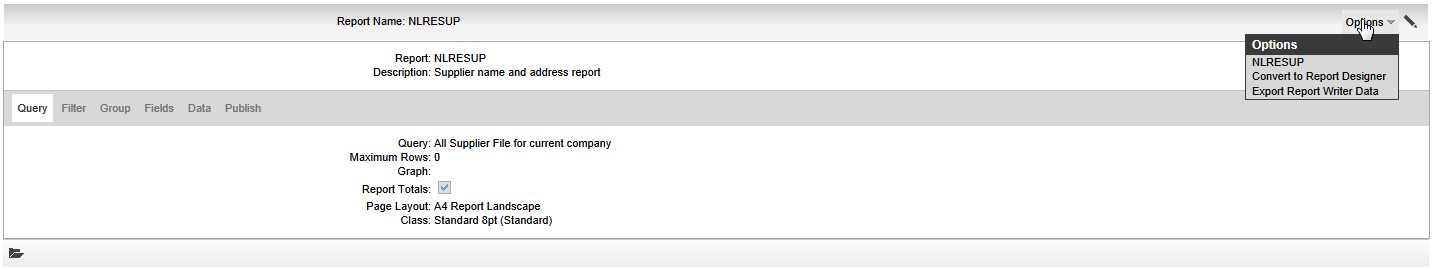 Report Name: NLRESUP
Options
Options
NLRESUP
Convert to Report Designer
Export Report Writer Data
Report: NLRESUP
Description: Supplier name and address report
Query Filter Group Fields Data Publish
Query: All Supplier File for current company
Maximum Rows: 0
Graph:
Report Totals:
Page Layout: A4 Report Landscape
Class: Standard 8pt (Standard)